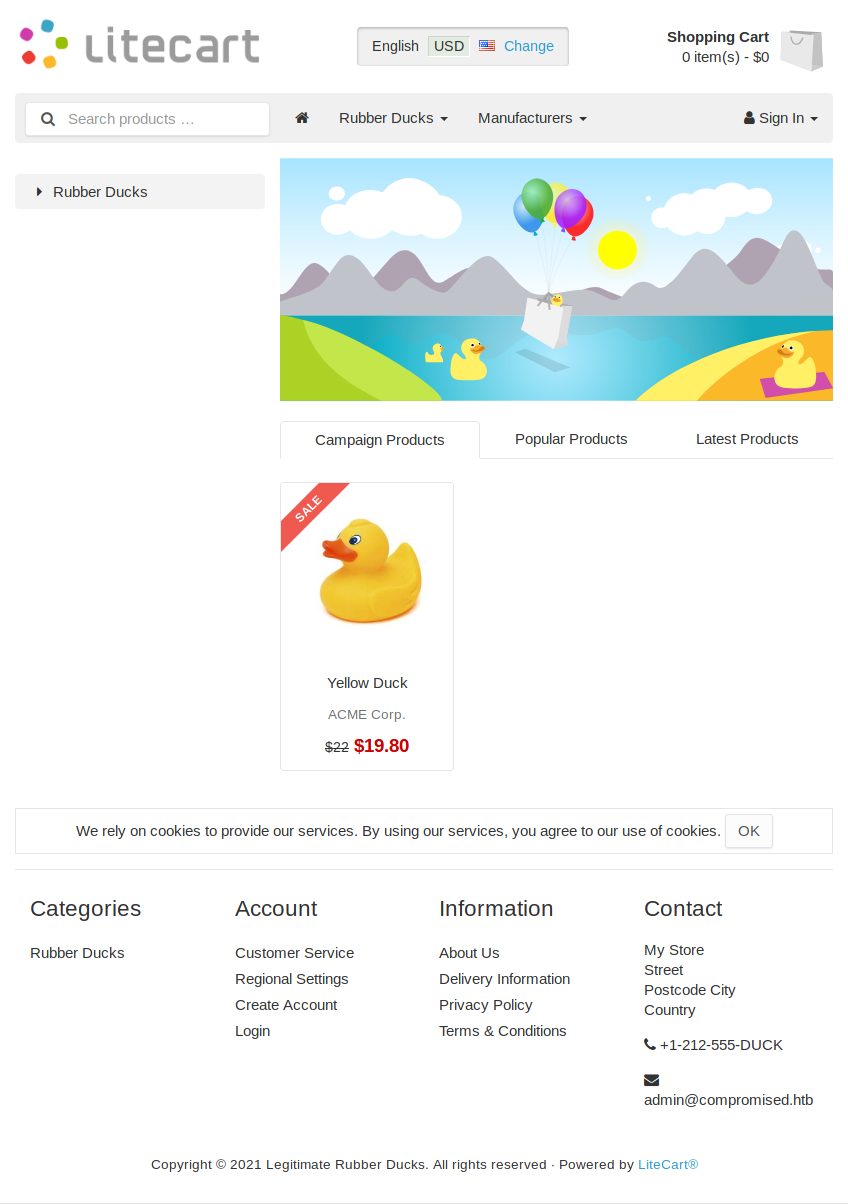 litecart
English USD Change
Shopping Cart
0 item(s) - $0
Search products …
Rubber Ducks
Manufacturers
Sign In
Rubber Ducks
Campaign Products
Popular Products
Latest Products
SALE
Yellow Duck
ACME Corp.
$22 $19.80
We rely on cookies to provide our services. By using our services, you agree to our use of cookies. OK
Categories
Rubber Ducks
Account
Customer Service
Regional Settings
Create Account
Login
Information
About Us
Delivery Information
Privacy Policy
Terms & Conditions
Contact
My Store
Street
Postcode City
Country
+1-212-555-DUCK
admin@compromised.htb
Copyright © 2021 Legitimate Rubber Ducks. All rights reserved · Powered by LiteCart®